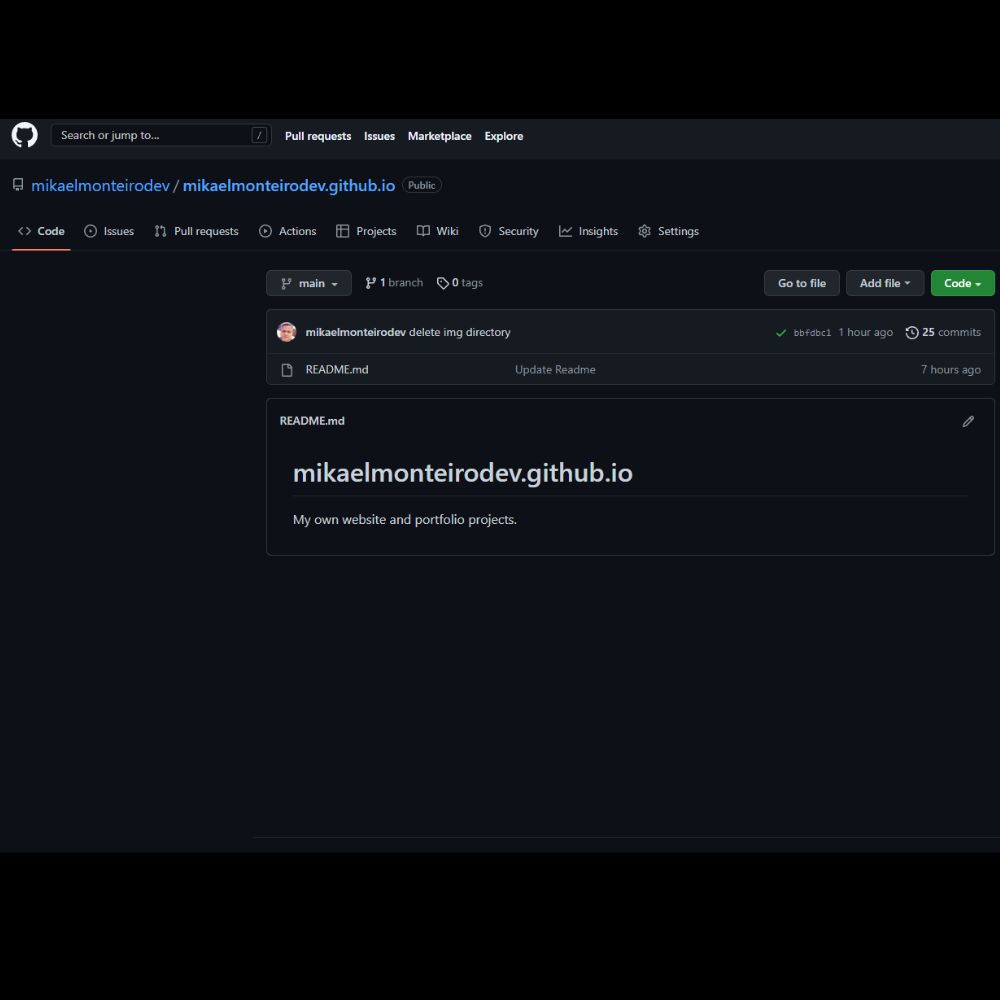 Search or jump to... /
Pull requests Issues Marketplace Explore
mikaelmonteirodev / mikaelmonteirodev.github.io Public
Code Issues Pull requests Actions Projects Wiki Security Insights Settings
main 1 branch 0 tags Go to file Add file Code
mikaelmonteirodev delete img directory bbfdbc1 1 hour ago 25 commits
README.md Update Readme 7 hours ago
README.md
mikaelmonteirodev.github.io
My own website and portfolio projects.